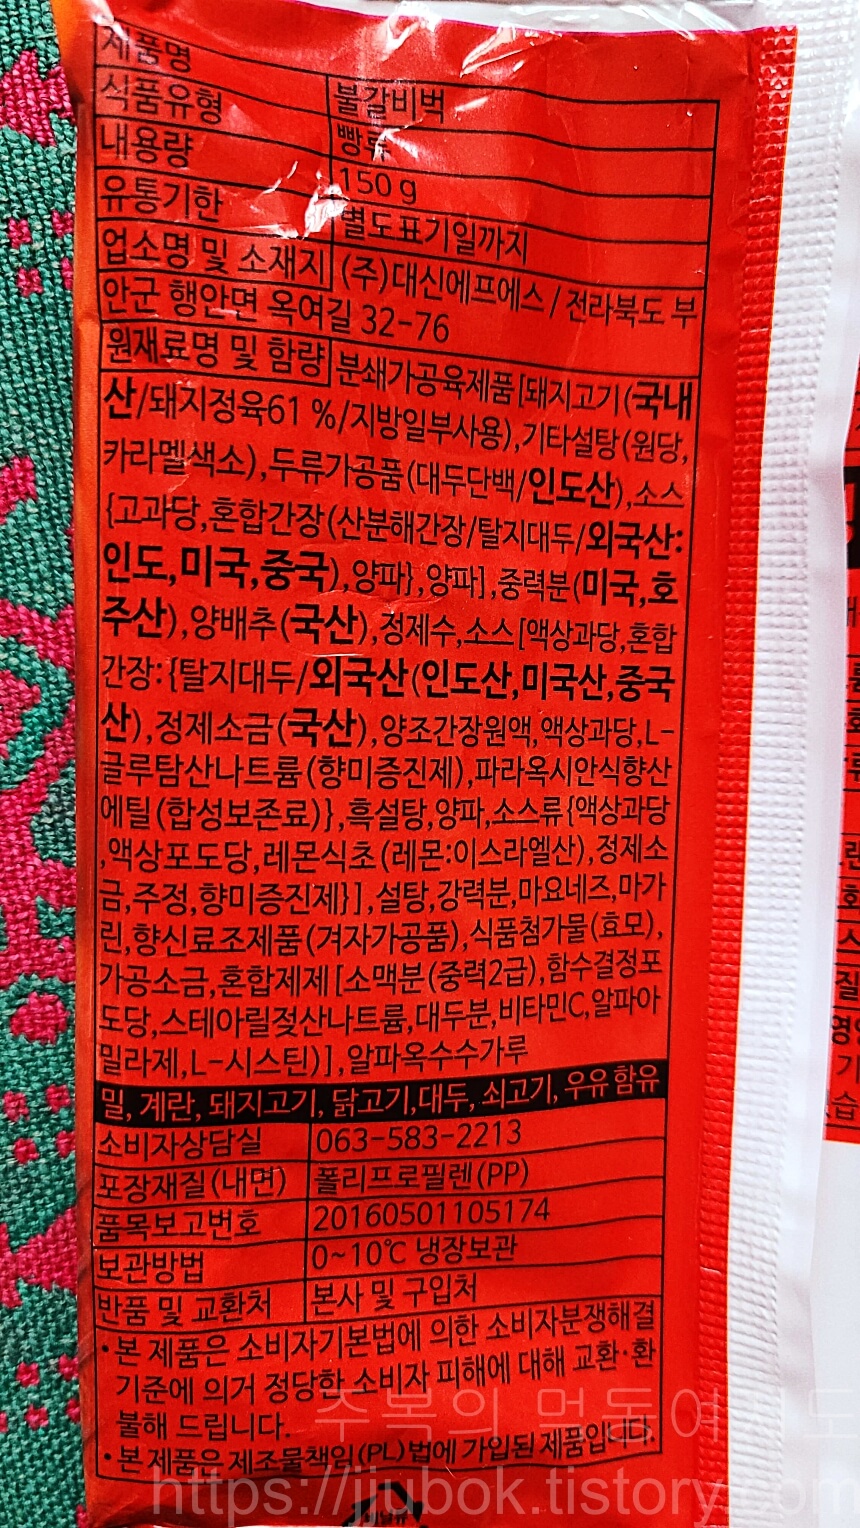 제품명 불갈비벅
식품유형 빵류
내용량 150 g
유통기한 별도표기일까지
업소명 및 소재지 (주)대신에프에스 / 전라북도 부
안군 행안면 옥여길 32-76
원재료명 및 함량 분쇄가공육제품 [돼지고기(국내
산/돼지정육61 %/지방일부사용),기타설탕(원당,
카라멜색소),두류가공품(대두단백/인도산),소스
{고과당,혼합간장(산분해간장/탈지대두/외국산:
인도,미국,중국),양파},양파],중력분(미국,호
주산),양배추(국산),정제수,소스[액상과당,혼합
간장:{탈지대두/외국산(인도산,미국산,중국
산),정제소금(국산),양조간장원액,액상과당,L-
글루탐산나트륨(향미증진제),파라옥시안식향산
에틸(합성보존료)},흑설탕,양파,소스류{액상과당
,액상포도당,레몬식초(레몬:이스라엘산),정제소
금,주정,향미증진제}],설탕,강력분,마요네즈,마가
린,향신료조제품(겨자가공품),식품첨가물(효모),
가공소금,혼합제제[소맥분(중력2급),함수결정포
도당,스테아릴젖산나트륨,대두분,비타민C,알파아
밀라제,L-시스틴)],알파옥수수가루
밀, 계란, 돼지고기, 닭고기,대두, 쇠고기, 우유 함유
소비자상담실 063-583-2213
포장재질(내면) 폴리프로필렌(PP)
품목보고번호 20160501105174
보관방법 0~10℃ 냉장보관
반품 및 교환처 본사 및 구입처
• 본 제품은 소비자기본법에 의한 소비자분쟁해결
기준에 의거 정당한 소비자 피해에 대해 교환·환
불해 드립니다.
• 본 제품은 제조물책임(PL)법에 가입된 제품입니다.
주복의 먹동여지도
https://jjubok.tistory.com